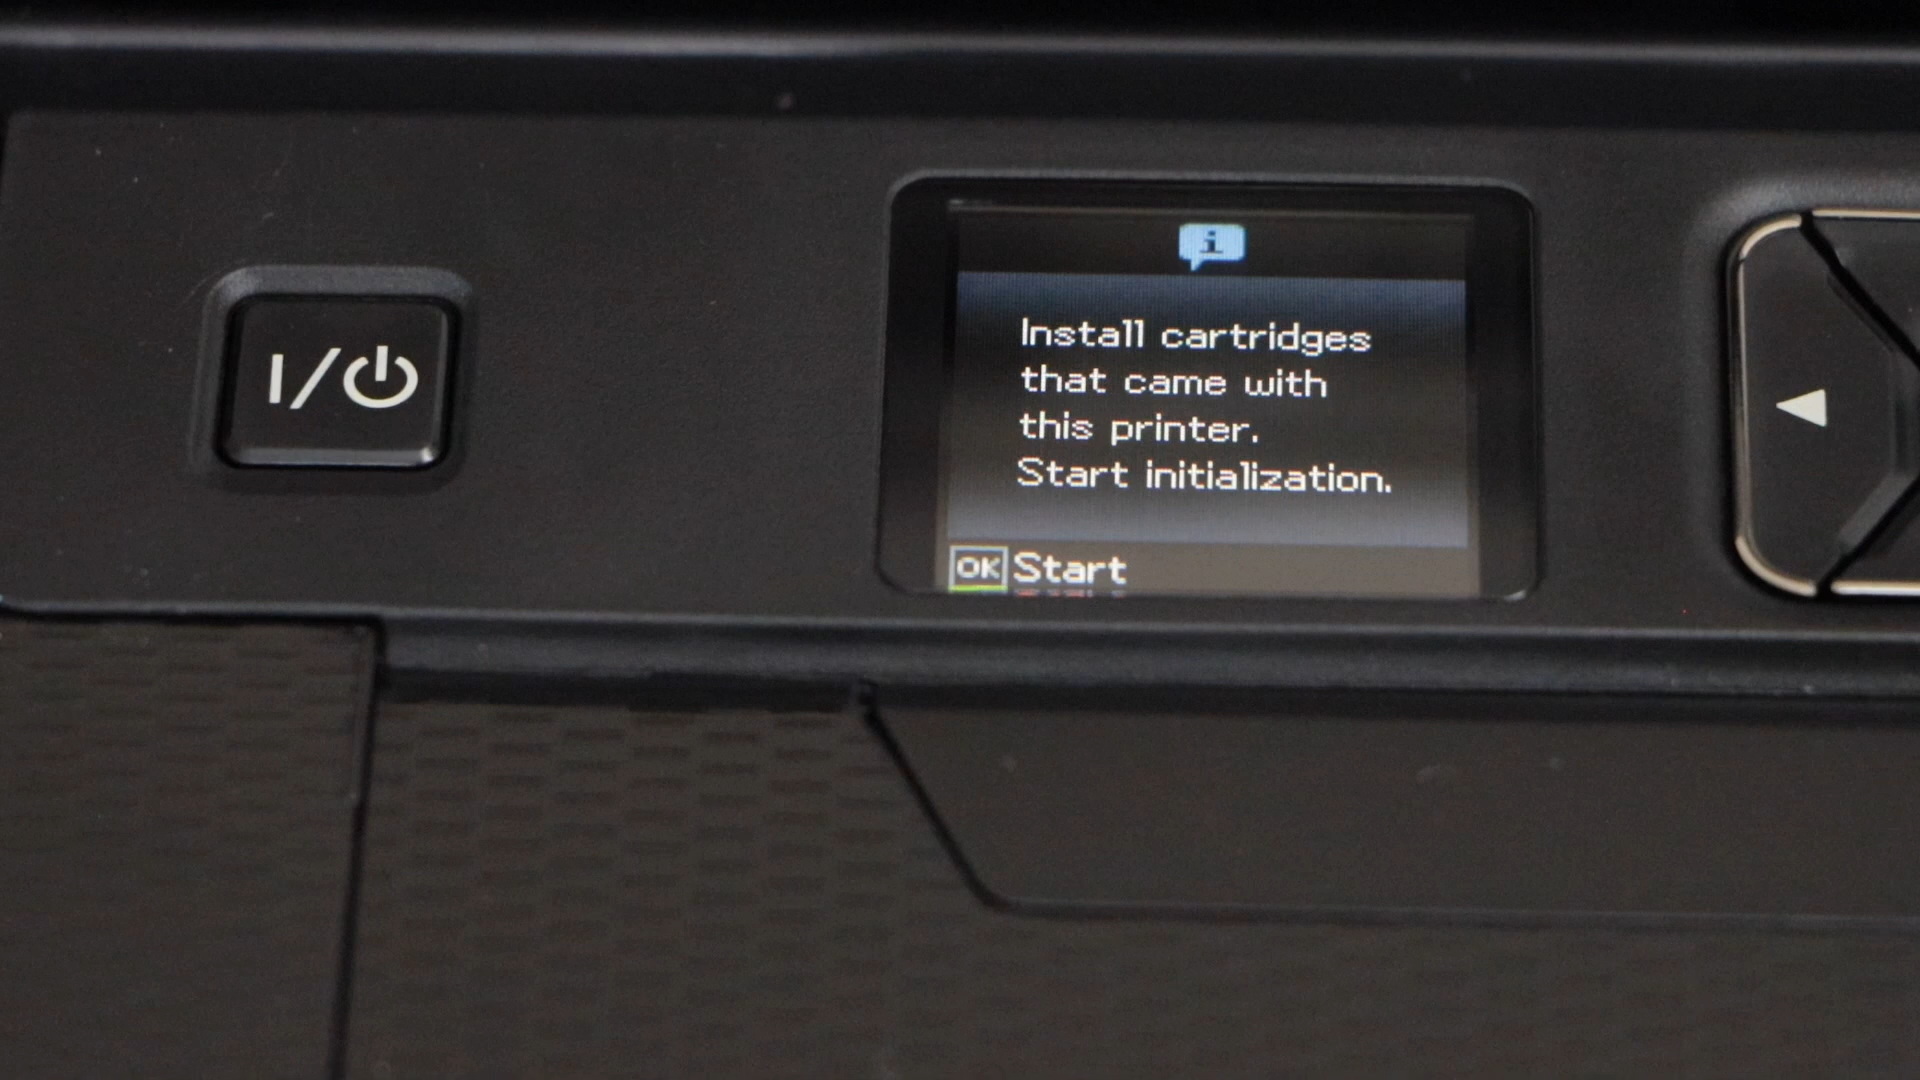 i
Install cartridges
that came with
this printer.
Start initialization.
OK Start